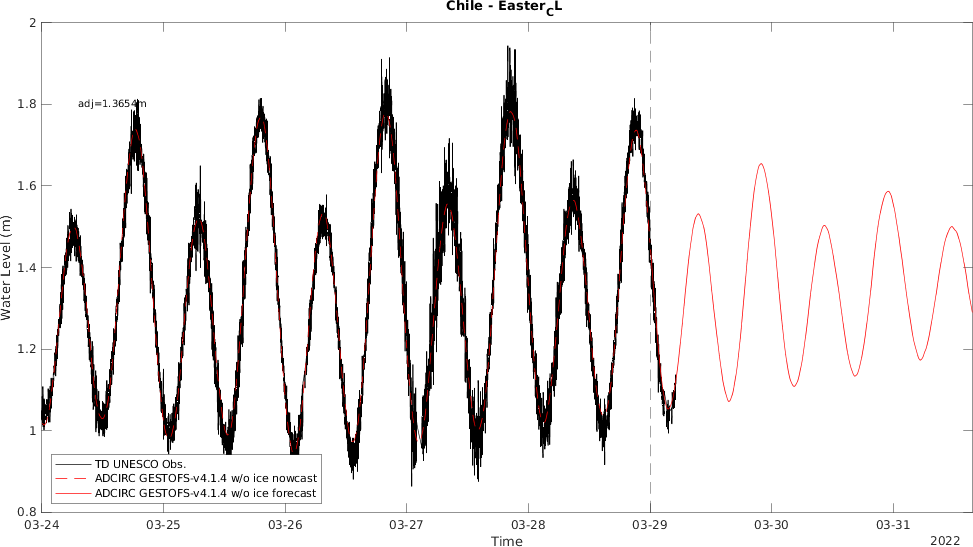 Chile - Easter_CL
adj=1.3654m
Water Level (m)
2
1.8
1.6
1.4
1.2
1
0.8
TD UNESCO Obs.
ADCIRC GESTOFS-v4.1.4 w/o ice nowcast
ADCIRC GESTOFS-v4.1.4 w/o ice forecast
03-24 03-25 03-26 03-27 03-28 03-29 03-30 03-31
Time
2022